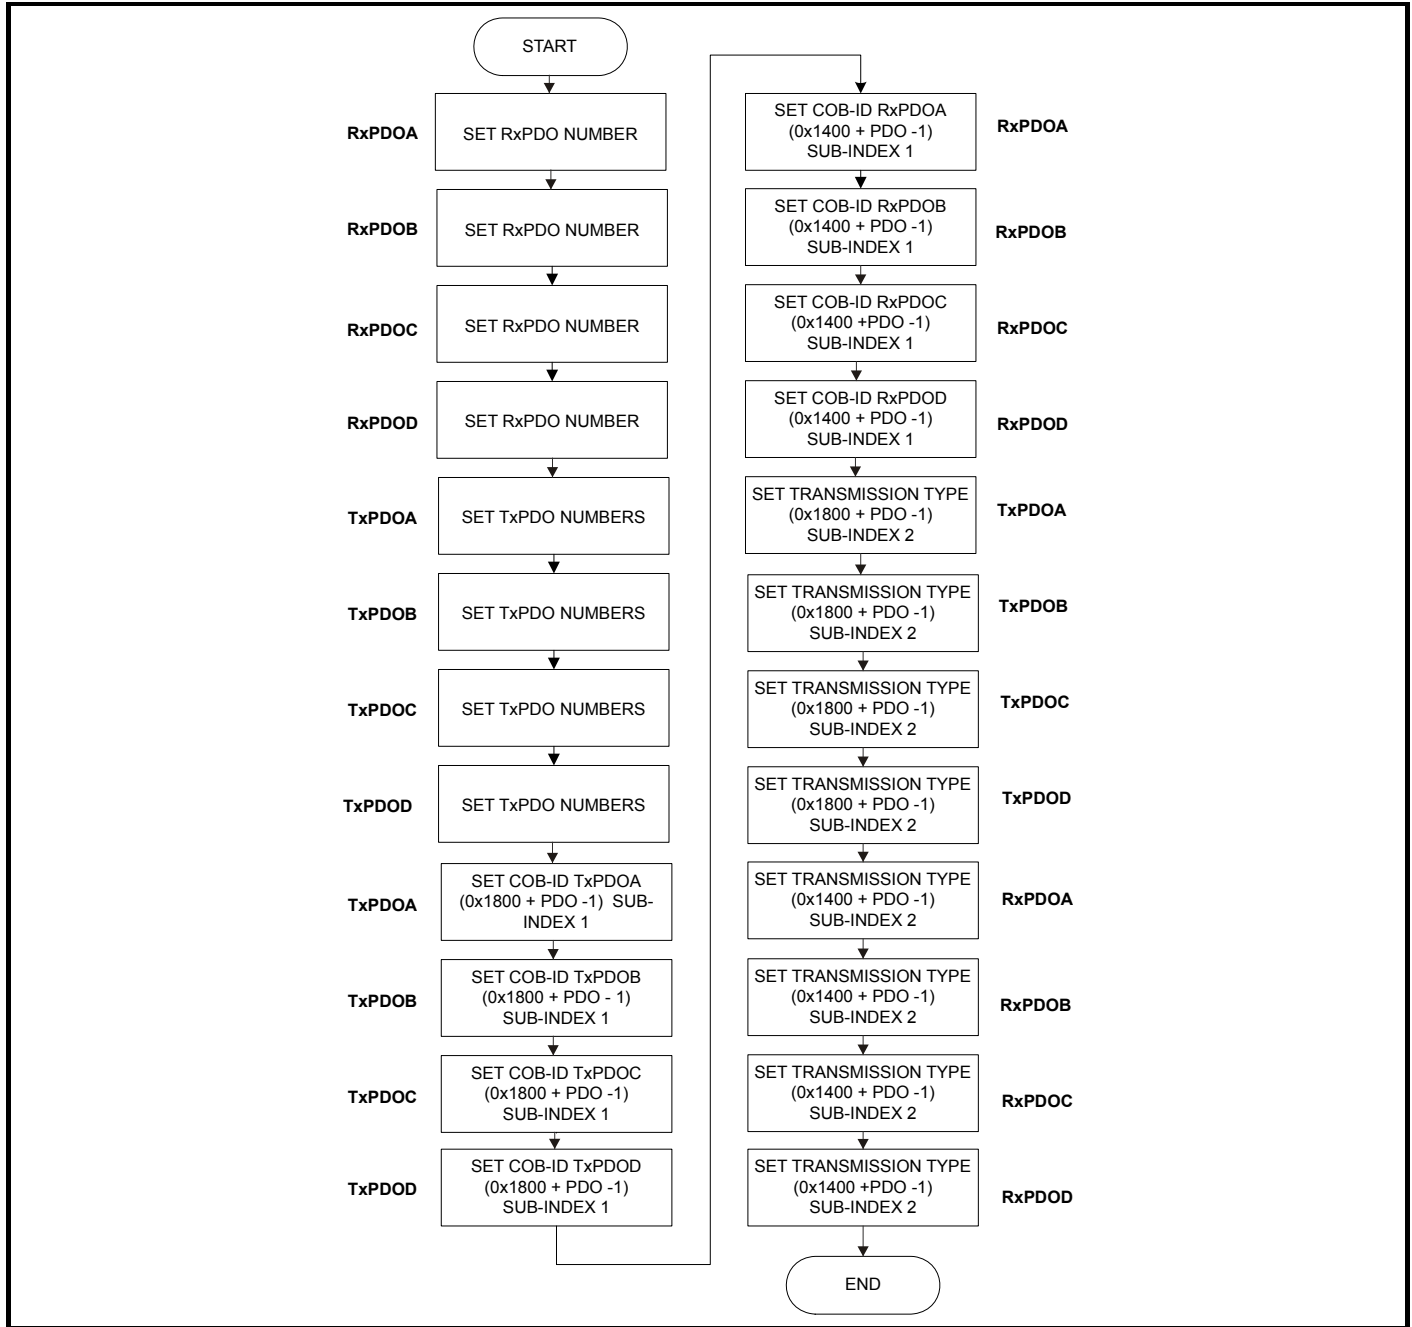 START
RxPDOA
SET RxPDO NUMBER
RxPDOB
SET RxPDO NUMBER
RxPDOC
SET RxPDO NUMBER
RxPDOD
SET RxPDO NUMBER
TxPDOA
SET TxPDO NUMBERS
TxPDOB
SET TxPDO NUMBERS
TxPDOC
SET TxPDO NUMBERS
TxPDOD
SET TxPDO NUMBERS
TxPDOA
SET COB-ID TxPDOA
(0x1800 + PDO -1) SUB-
INDEX 1
TxPDOB
SET COB-ID TxPDOB
(0x1800 + PDO - 1)
SUB-INDEX 1
TxPDOC
SET COB-ID TxPDOC
(0x1800 + PDO -1)
SUB-INDEX 1
TxPDOD
SET COB-ID TxPDOD
(0x1800 + PDO -1)
SUB-INDEX 1
SET COB-ID RxPDOA
(0x1400 + PDO -1)
SUB-INDEX 1
RxPDOA
SET COB-ID RxPDOB
(0x1400 + PDO -1)
SUB-INDEX 1
RxPDOB
SET COB-ID RxPDOC
(0x1400 +PDO -1)
SUB-INDEX 1
RxPDOC
SET COB-ID RxPDOD
(0x1400 + PDO -1)
SUB-INDEX 1
RxPDOD
SET TRANSMISSION TYPE
(0x1800 + PDO -1)
SUB-INDEX 2
TxPDOA
SET TRANSMISSION TYPE
(0x1800 + PDO -1)
SUB-INDEX 2
TxPDOB
SET TRANSMISSION TYPE
(0x1800 + PDO -1)
SUB-INDEX 2
TxPDOC
SET TRANSMISSION TYPE
(0x1800 + PDO -1)
SUB-INDEX 2
TxPDOD
SET TRANSMISSION TYPE
(0x1400 + PDO -1)
SUB-INDEX 2
RxPDOA
SET TRANSMISSION TYPE
(0x1400 + PDO -1)
SUB-INDEX 2
RxPDOB
SET TRANSMISSION TYPE
(0x1400 + PDO -1)
SUB-INDEX 2
RxPDOC
SET TRANSMISSION TYPE
(0x1400 +PDO -1)
SUB-INDEX 2
RxPDOD
END